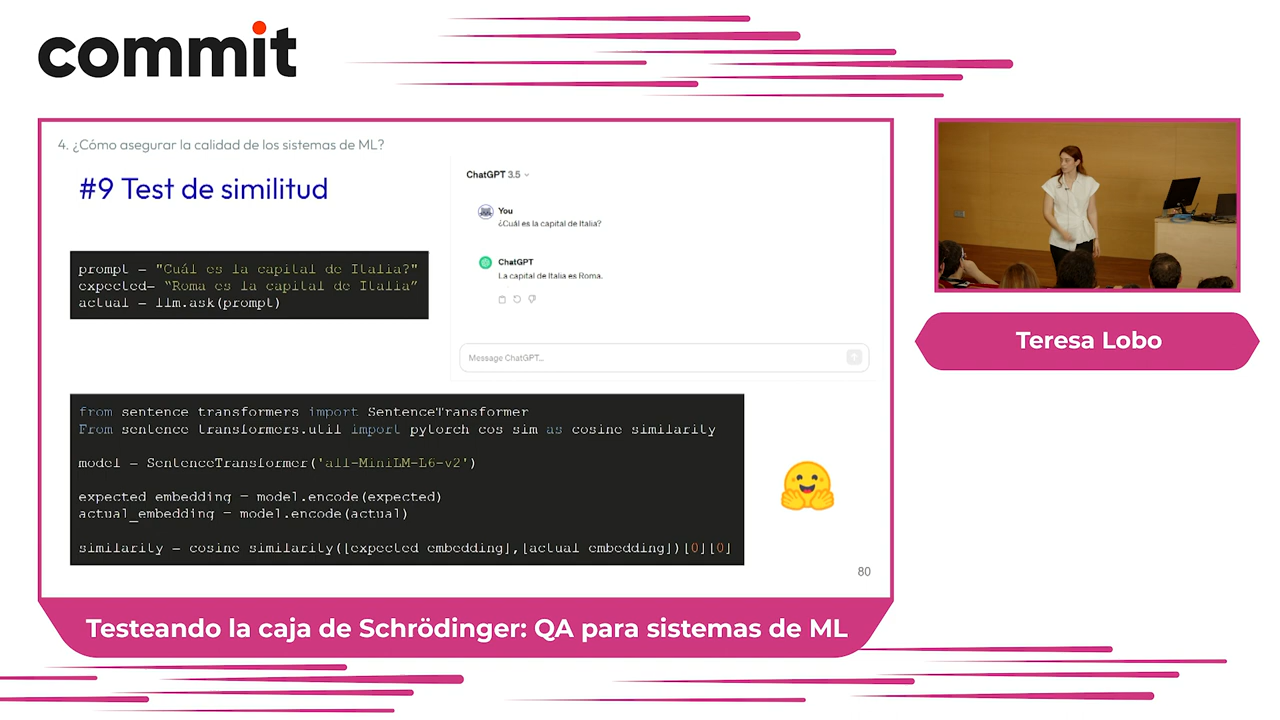 commit
4. ¿Cómo asegurar la calidad de los sistemas de ML?
#9 Test de similitud
prompt = "Cuál es la capital de Italia?"
expected= "Roma es la capital de Italia"
actual = llm.ask(prompt)
ChatGPT 3.5
You
¿Cuál es la capital de Italia?
ChatGPT
La capital de Italia es Roma.
Message ChatGPT...
from sentence_transformers import SentenceTransformer
From sentence_transformers.util import pytorch_cos_sim as cosine_similarity
model = SentenceTransformer('all-MiniLM-L6-v2')
expected_embedding = model.encode(expected)
actual_embedding = model.encode(actual)
similarity = cosine_similarity([expected_embedding],[actual_embedding])[0][0]
80
Teresa Lobo
Testeando la caja de Schrödinger: QA para sistemas de ML